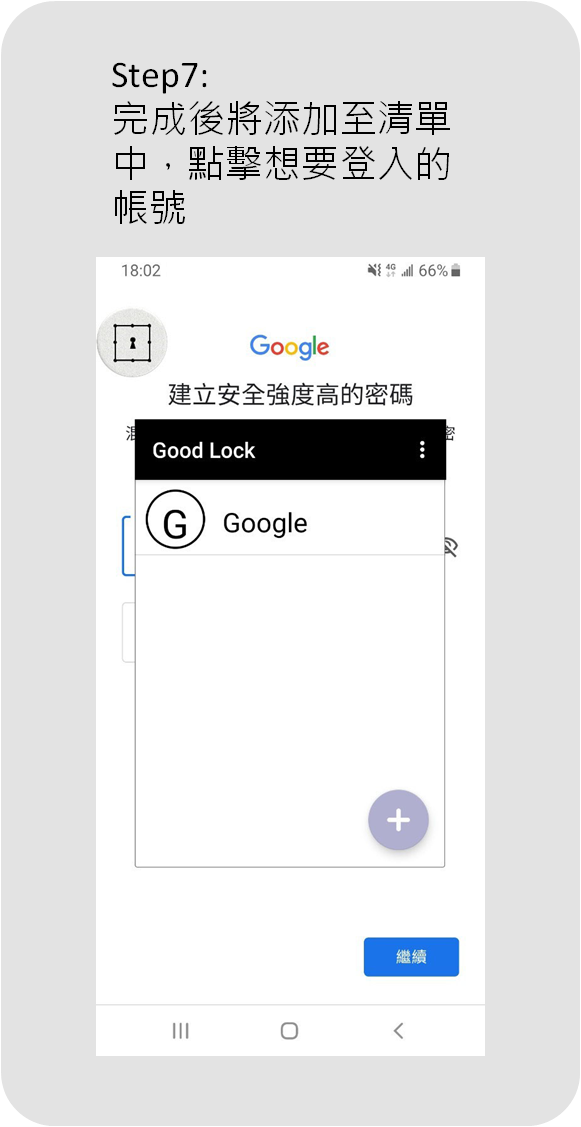 Step7:
完成後將添加至清單
中，點擊想要登入的
帳號
18:02
4G
66%
Google
建立安全強度高的密碼
密
Good Lock
G
Google
繼續